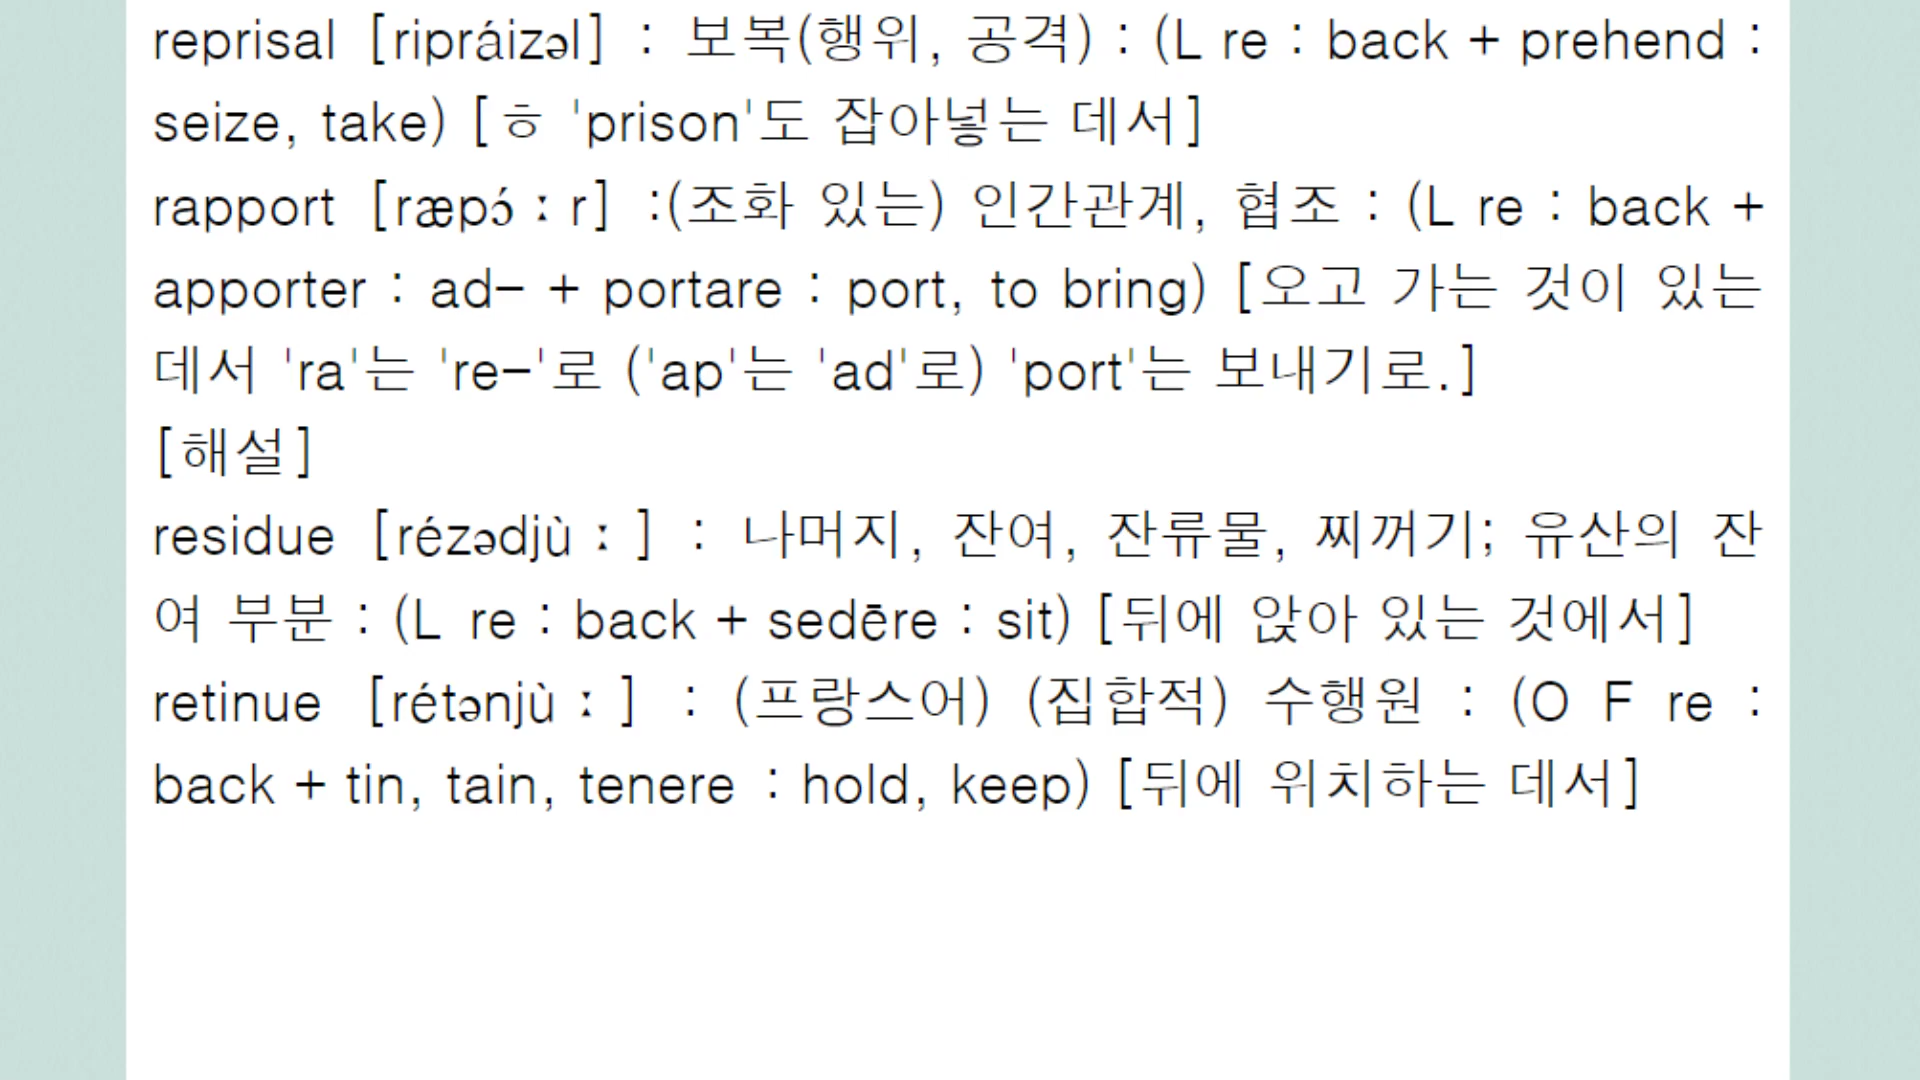 reprisal [ripráizəl] : 보복(행위, 공격) : (L re : back + prehend :
seize, take) [ㅎ 'prison'도 잡아넣는 데서]
rapport [ræpɔ́ : r] :(조화 있는) 인간관계, 협조 : (L re : back +
apporter : ad- + portare : port, to bring) [오고 가는 것이 있는
데서 'ra'는 're-'로 ('ap'는 'ad'로) 'port'는 보내기로.]
[해설]
residue [rézədjù : ] : 나머지, 잔여, 잔류물, 찌꺼기; 유산의 잔
여 부분 : (L re : back + sedēre : sit) [뒤에 앉아 있는 것에서]
retinue [rétənjù : ] : (프랑스어) (집합적) 수행원 : (O F re :
back + tin, tain, tenere : hold, keep) [뒤에 위치하는 데서]